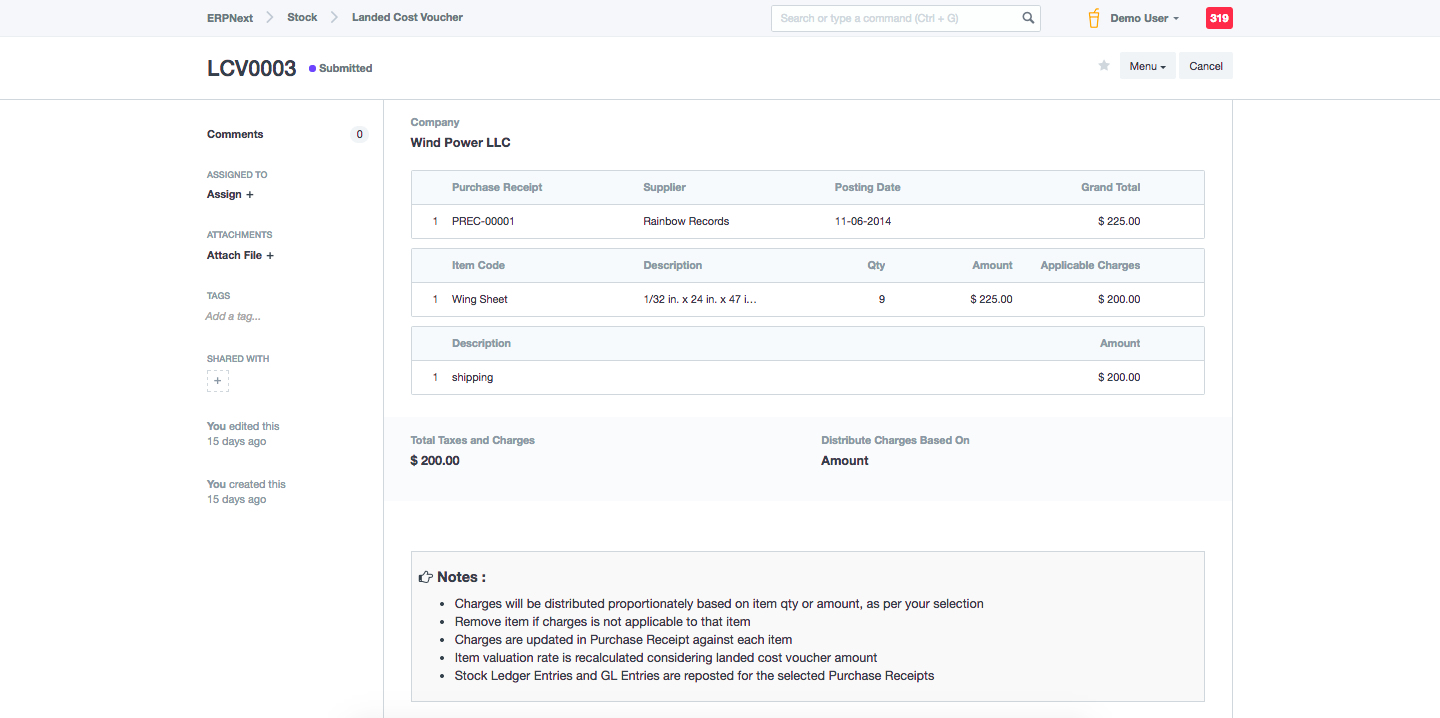 ERPNext Stock Landed Cost Voucher Search or type a command (Ctrl + G) Demo User 319
LCV0003 Submitted Menu Cancel
Comments 0
ASSIGNED TO
Assign +
ATTACHMENTS
Attach File +
TAGS
Add a tag...
SHARED WITH
+
You edited this
15 days ago
You created this
15 days ago
Company
Wind Power LLC
Purchase Receipt Supplier Posting Date Grand Total
1 PREC-00001 Rainbow Records 11-06-2014 $ 225.00
Item Code Description Qty Amount Applicable Charges
1 Wing Sheet 1/32 in. x 24 in. x 47 i... 9 $ 225.00 $ 200.00
Description Amount
1 shipping $ 200.00
Total Taxes and Charges Distribute Charges Based On
$ 200.00 Amount
Notes :
• Charges will be distributed proportionately based on item qty or amount, as per your selection
• Remove item if charges is not applicable to that item
• Charges are updated in Purchase Receipt against each item
• Item valuation rate is recalculated considering landed cost voucher amount
• Stock Ledger Entries and GL Entries are reposted for the selected Purchase Receipts